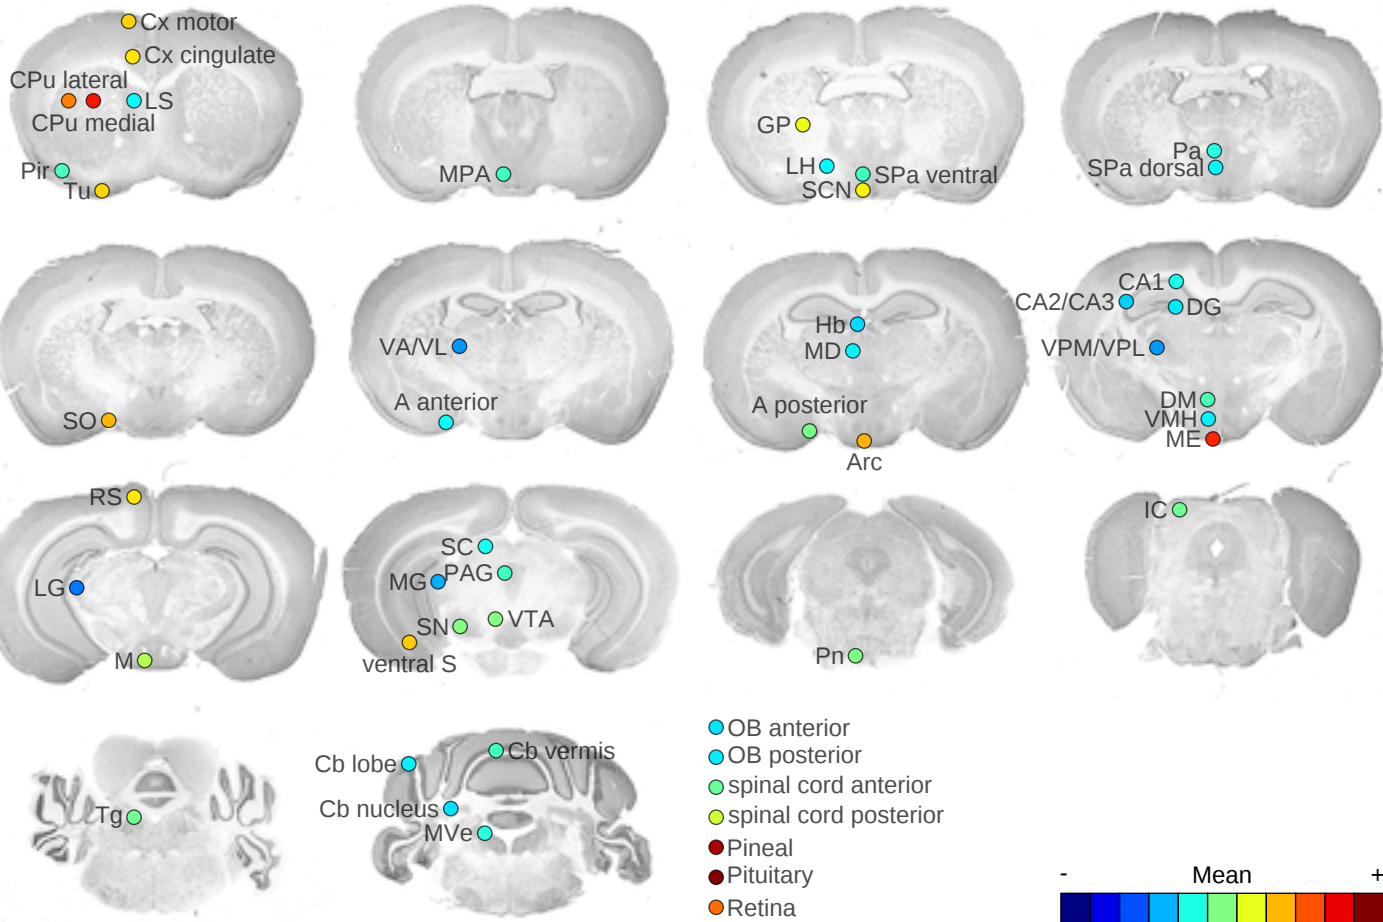 Cx motor
Cx cingulate
CPu lateral
LS
CPu medial
Pir
Tu
MPA
GP
LH
SPa ventral
SCN
Pa
SPa dorsal
SO
VA/VL
A anterior
Hb
MD
A posterior
Arc
CA1
CA2/CA3
DG
VPM/VPL
DM
VMH
ME
RS
LG
M
SC
MG
PAG
SN
VTA
ventral S
Pn
IC
Tg
Cb lobe
Cb vermis
Cb nucleus
MVe
OB anterior
OB posterior
spinal cord anterior
spinal cord posterior
Pineal
Pituitary
Retina
- Mean +